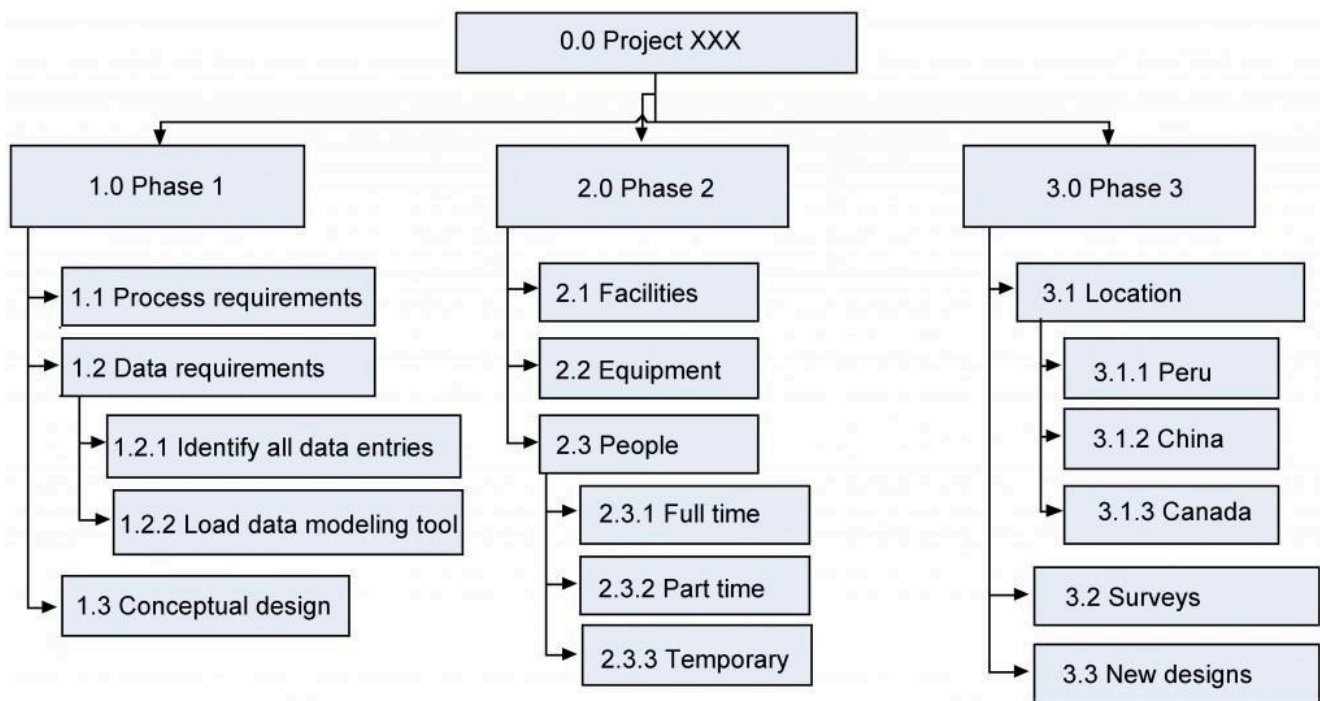 0.0 Project XXX
1.0 Phase 1
1.1 Process requirements
1.2 Data requirements
1.2.1 Identify all data entries
1.2.2 Load data modeling tool
1.3 Conceptual design
2.0 Phase 2
2.1 Facilities
2.2 Equipment
2.3 People
2.3.1 Full time
2.3.2 Part time
2.3.3 Temporary
3.0 Phase 3
3.1 Location
3.1.1 Peru
3.1.2 China
3.1.3 Canada
3.2 Surveys
3.3 New designs